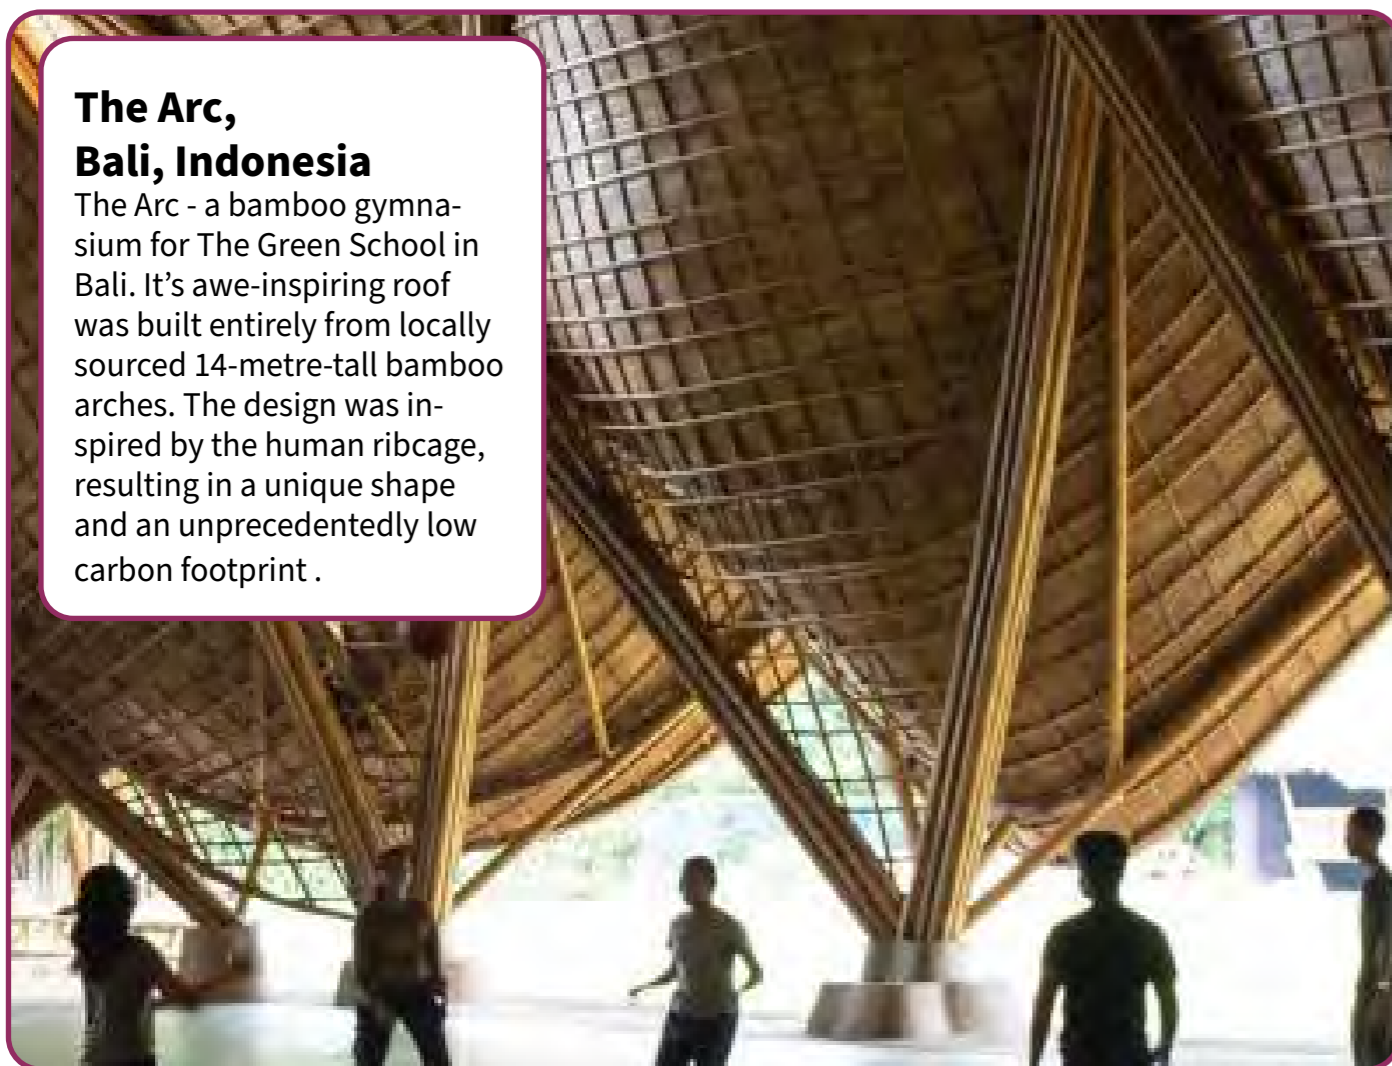 The Arc,
Bali, Indonesia
The Arc - a bamboo gymna-
sium for The Green School in
Bali. It’s awe-inspiring roof
was built entirely from locally
sourced 14-metre-tall bamboo
arches. The design was in-
spired by the human ribcage,
resulting in a unique shape
and an unprecedentedly low
carbon footprint .